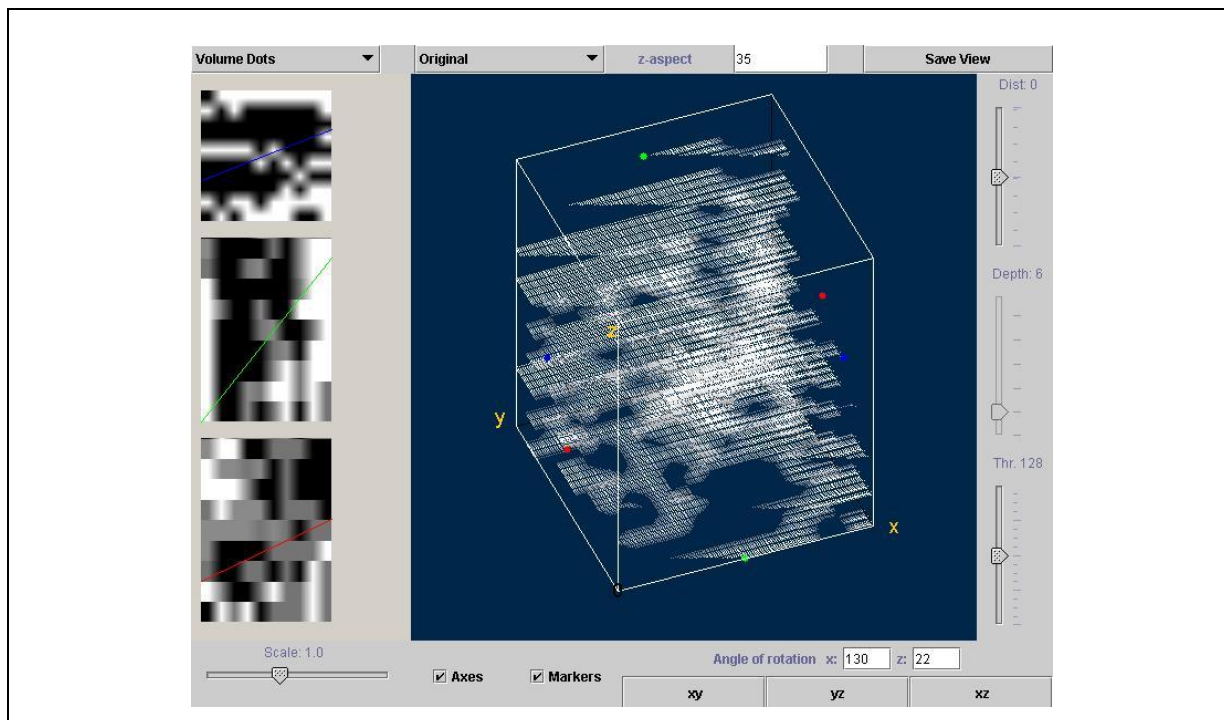 Volume Dots Original z-aspect 35 Save View
Dist: 0
Depth: 6
z
y
Thr. 128
x
0
Scale: 1.0
Angle of rotation x: 130 z: 22
Axes Markers
xy yz xz